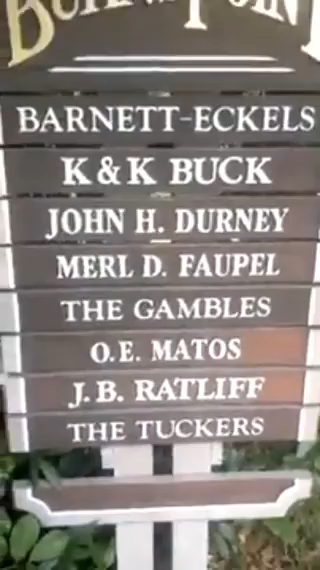 BARNETT-ECKELS
K & K BUCK
JOHN H. DURNEY
MERL D. FAUPEL
THE GAMBLES
O.E. MATOS
J.B. RATLIFF
THE TUCKERS